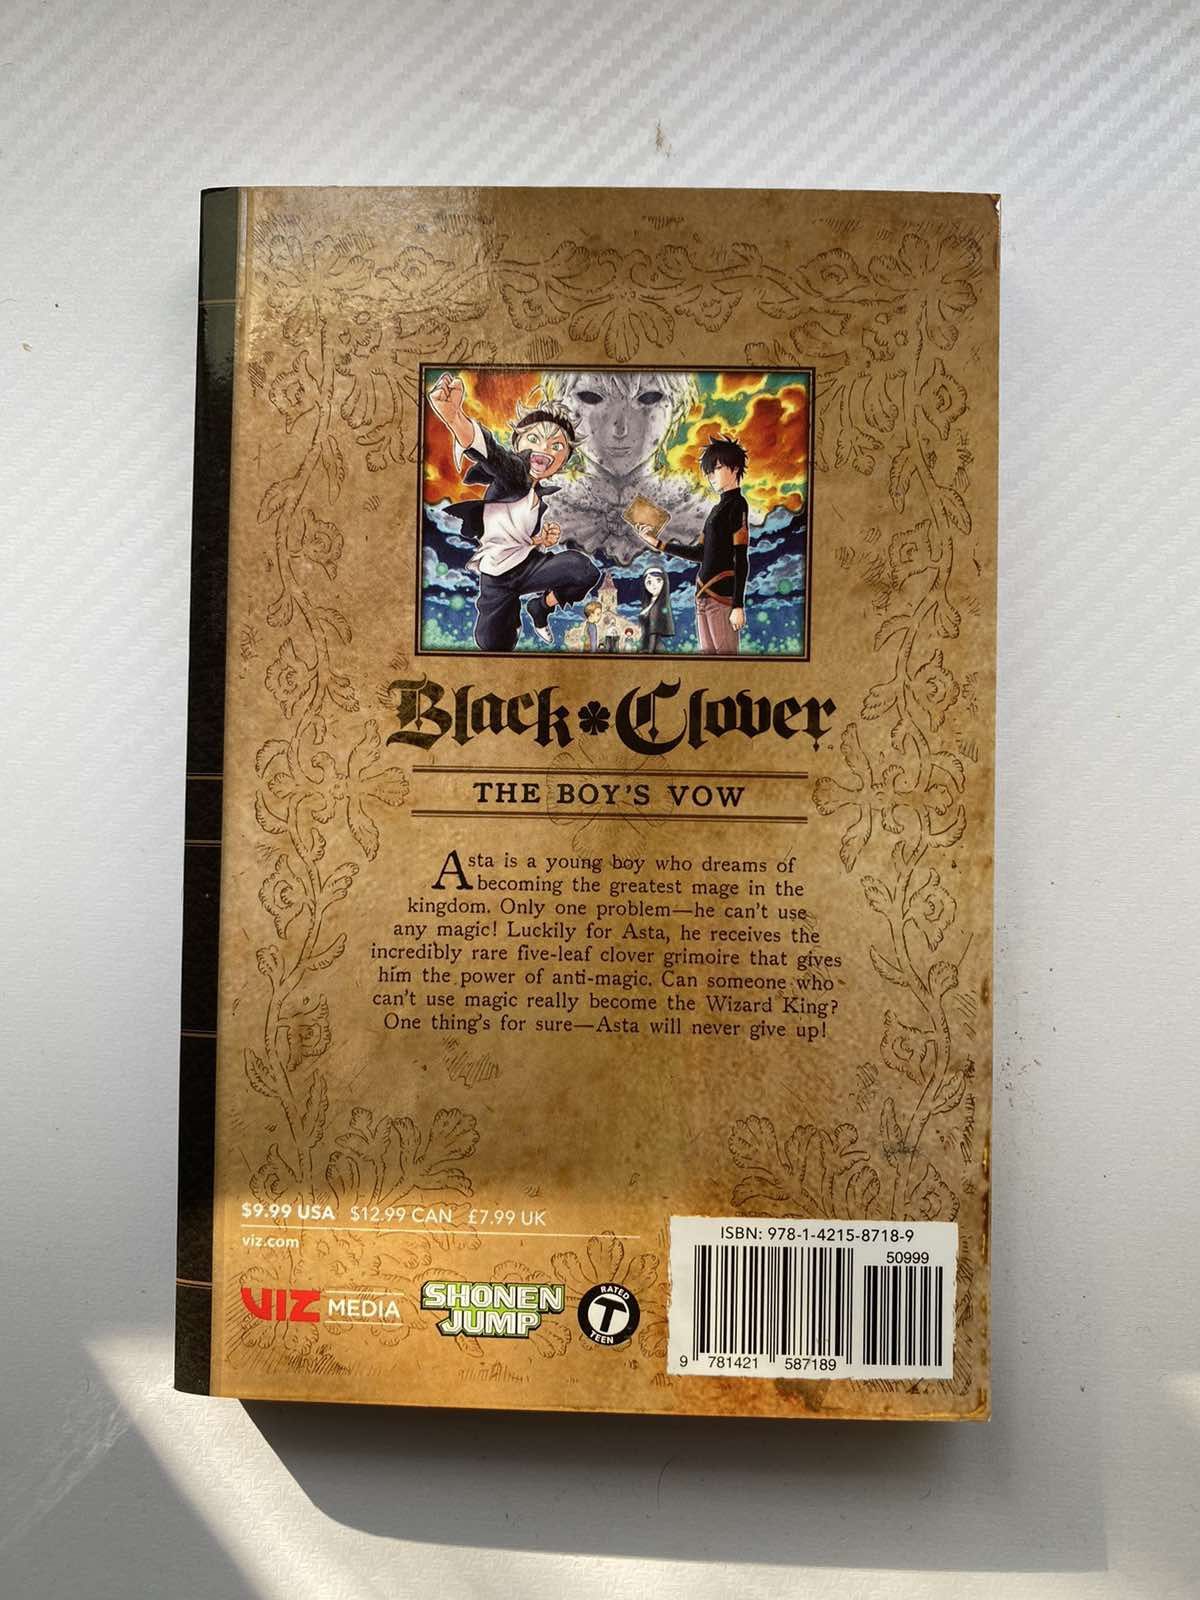 Black Clover
THE BOY'S VOW
Asta is a young boy who dreams of
becoming the greatest mage in the
kingdom. Only one problem—he can't use
any magic! Luckily for Asta, he receives the
incredibly rare five-leaf clover grimoire that gives
him the power of anti-magic. Can someone who
can't use magic really become the Wizard King?
One thing's for sure—Asta will never give up!
$9.99 USA $12.99 CAN £7.99 UK
viz.com
VIZ MEDIA
SHONEN
JUMP
RATED
T
TEEN
ISBN: 978-1-4215-8718-9
50999
9 781421 587189